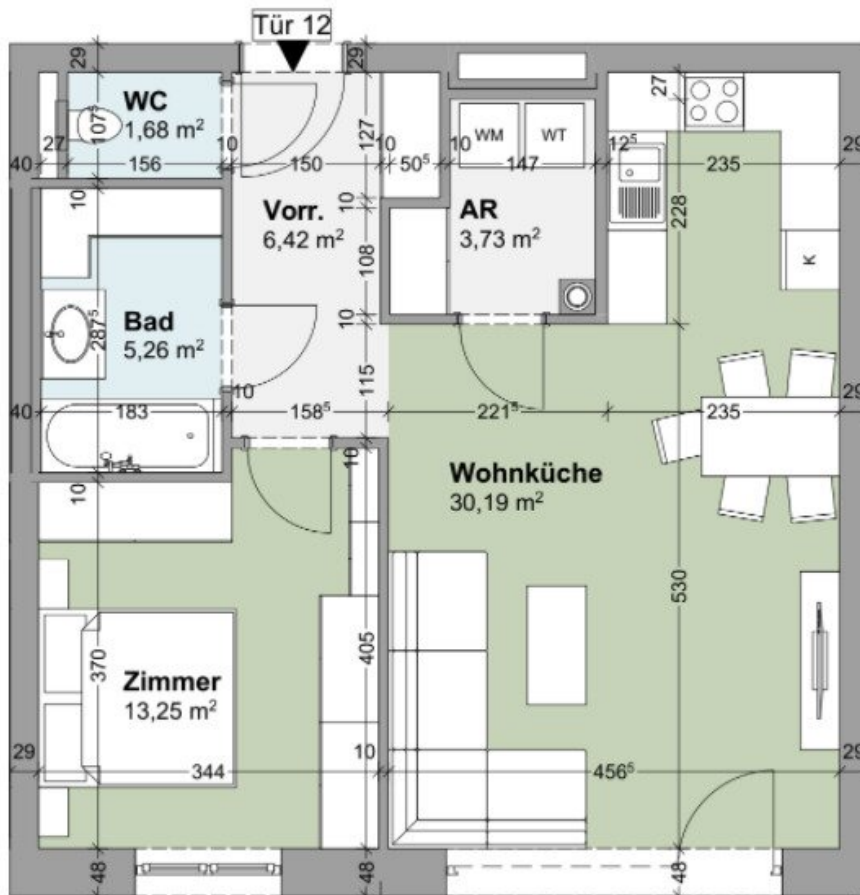 Tür 12
29
29
WC
1,68 m²
107⁵
27
40
156
10
150
127
10
50⁵
10
WM
WT
147
12⁵
27
235
29
10
Vorr.
6,42 m²
10
108
AR
3,73 m²
228
K
Bad
5,26 m²
287⁵
10
115
40
183
10
158⁵
221⁵
235
29
10
10
Wohnküche
30,19 m²
530
405
370
Zimmer
13,25 m²
29
344
10
456⁵
29
48
48
48